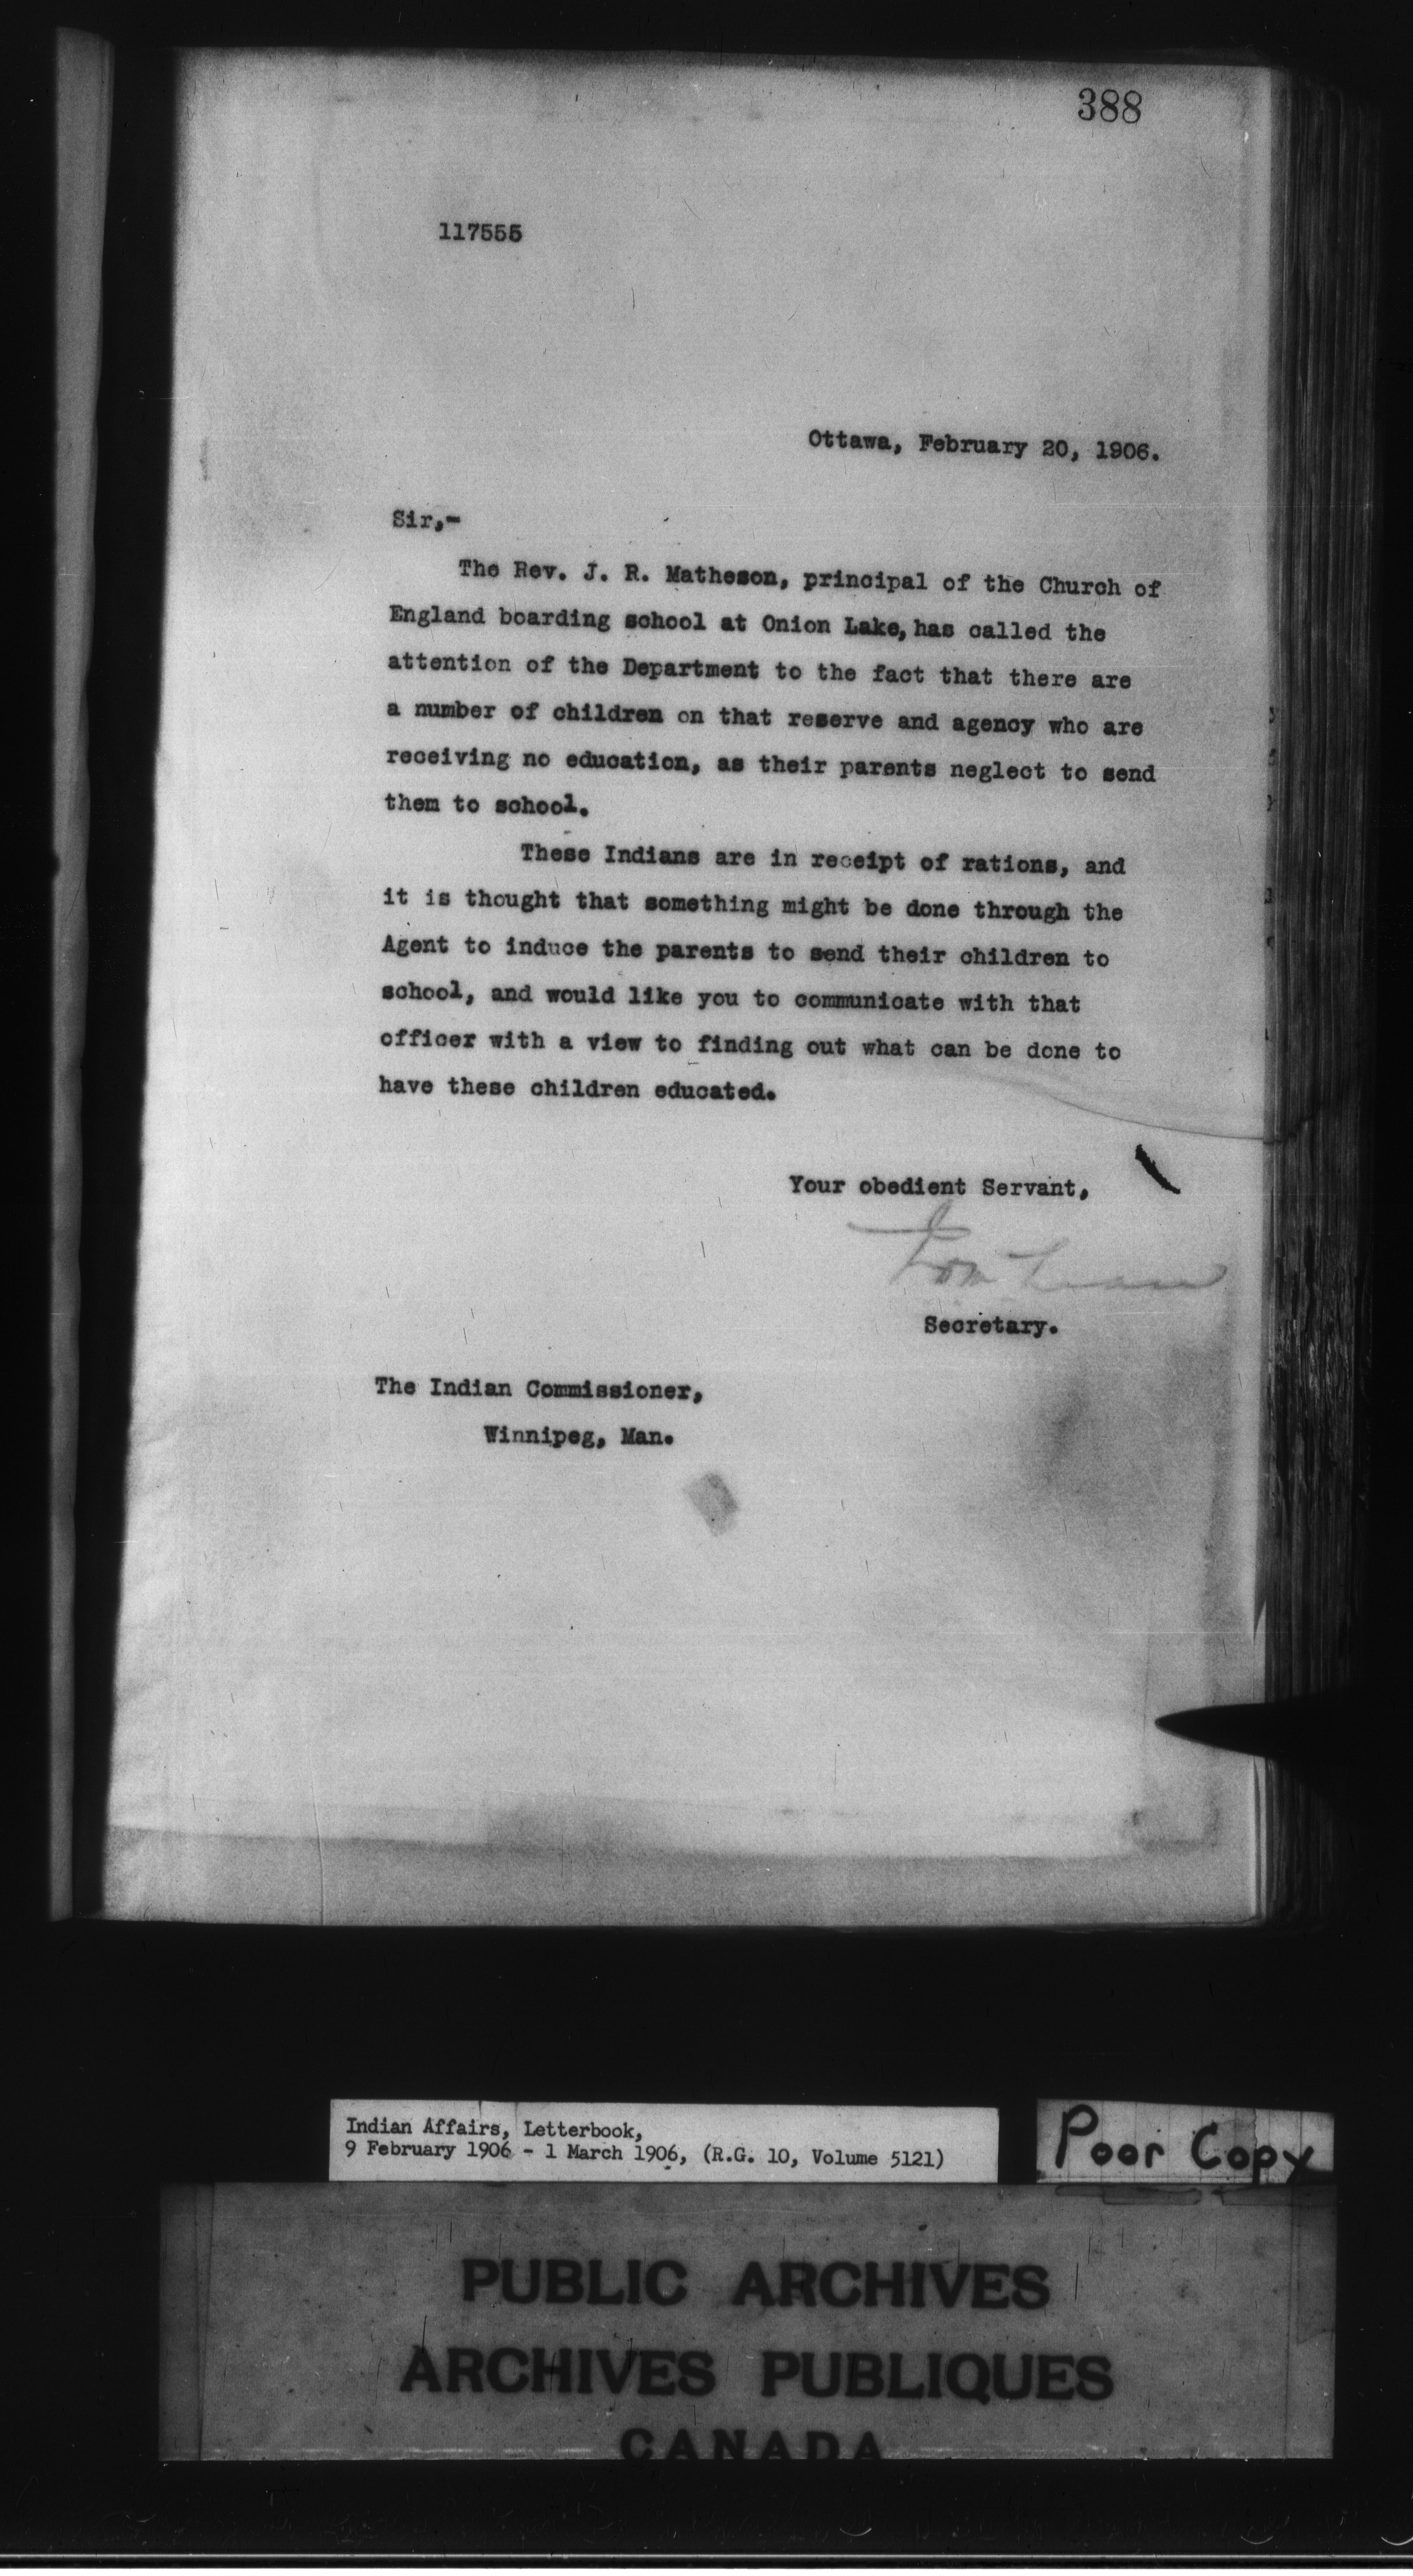 388
117555
Ottawa, February 20, 1906.
Sir,-
The Rev. J. R. Matheson, principal of the Church of
England boarding school at Onion Lake, has called the
attention of the Department to the fact that there are
a number of children on that reserve and agency who are
receiving no education, as their parents neglect to send
them to school.
These Indians are in receipt of rations, and
it is thought that something might be done through the
Agent to induce the parents to send their children to
school, and would like you to communicate with that
officer with a view to finding out what can be done to
have these children educated.
Your obedient Servant,
Secretary.
The Indian Commissioner,
Winnipeg, Man.
Indian Affairs, Letterbook,
9 February 1906 - 1 March 1906, (R.G. 10, Volume 5121)
Poor Copy
PUBLIC ARCHIVES
ARCHIVES PUBLIQUES
CANADA